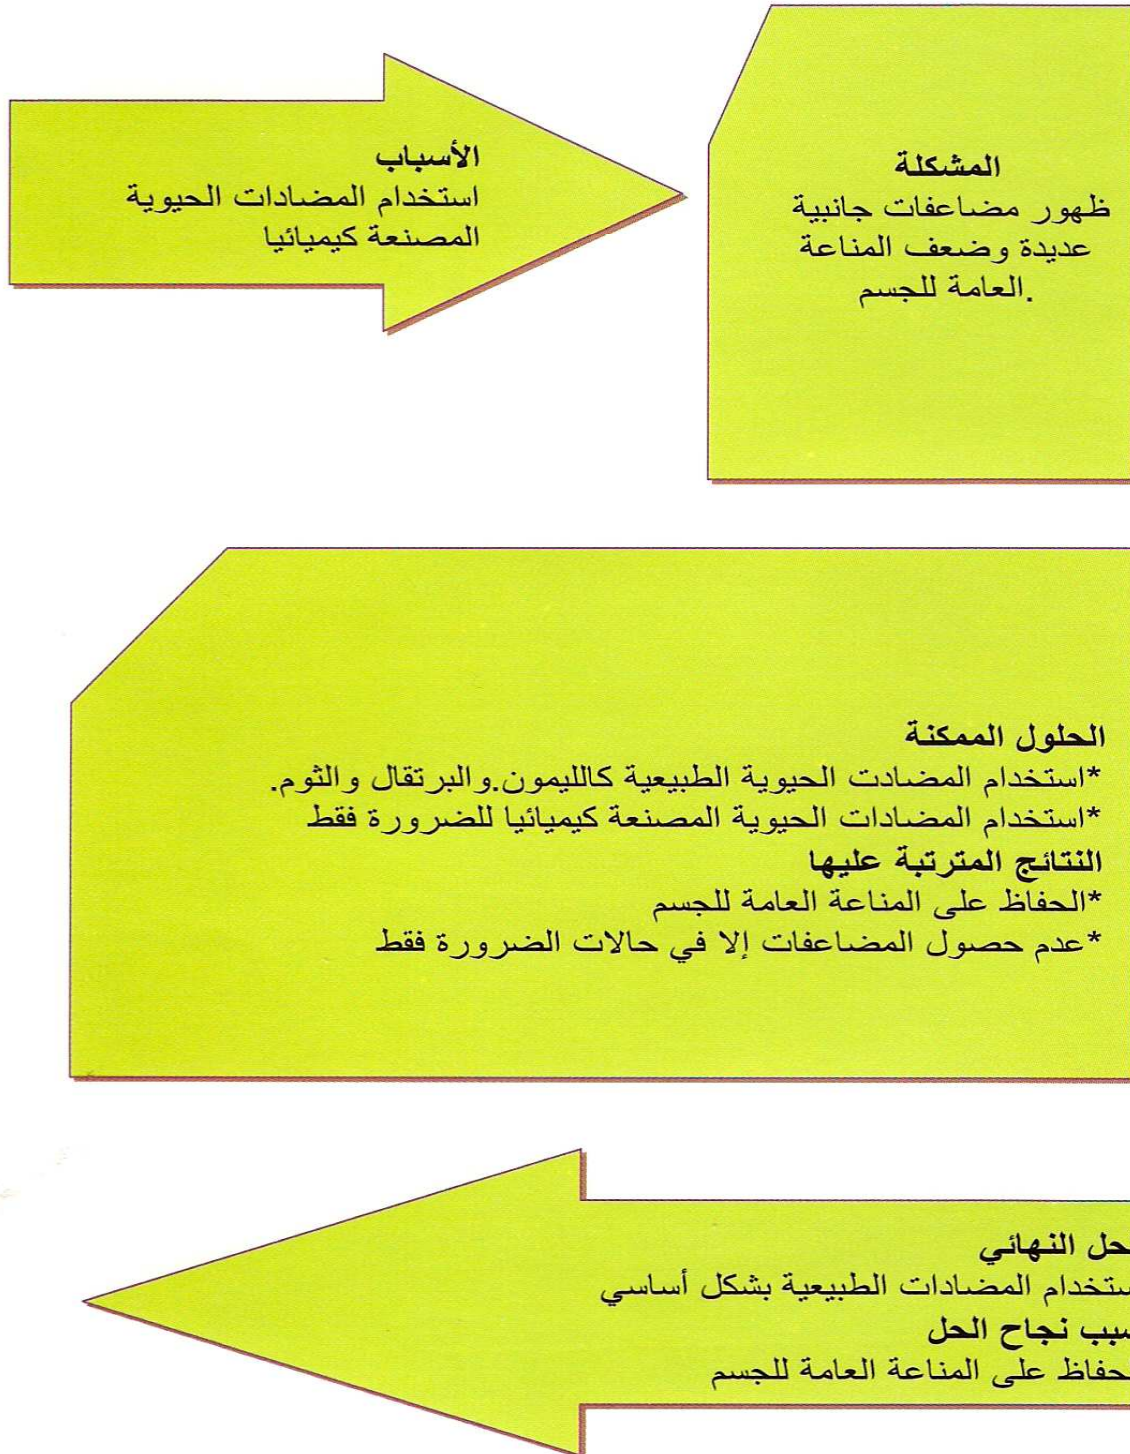 المشكلة
ظهور مضاعفات جانبية
عديدة وضعف المناعة
العامة للجسم.
الأسباب
استخدام المضادات الحيوية
المصنعة كيميائيا
الحلول الممكنة
*استخدام المضادت الحيوية الطبيعية كالليمون.والبرتقال والثوم.
*استخدام المضادات الحيوية المصنعة كيميائيا للضرورة فقط
النتائج المترتبة عليها
*الحفاظ على المناعة العامة للجسم
*عدم حصول المضاعفات إلا في حالات الضرورة فقط
حل النهائي
ستخدام المضادات الطبيعية بشكل أساسي
سبب نجاح الحل
حفاظ على المناعة العامة للجسم